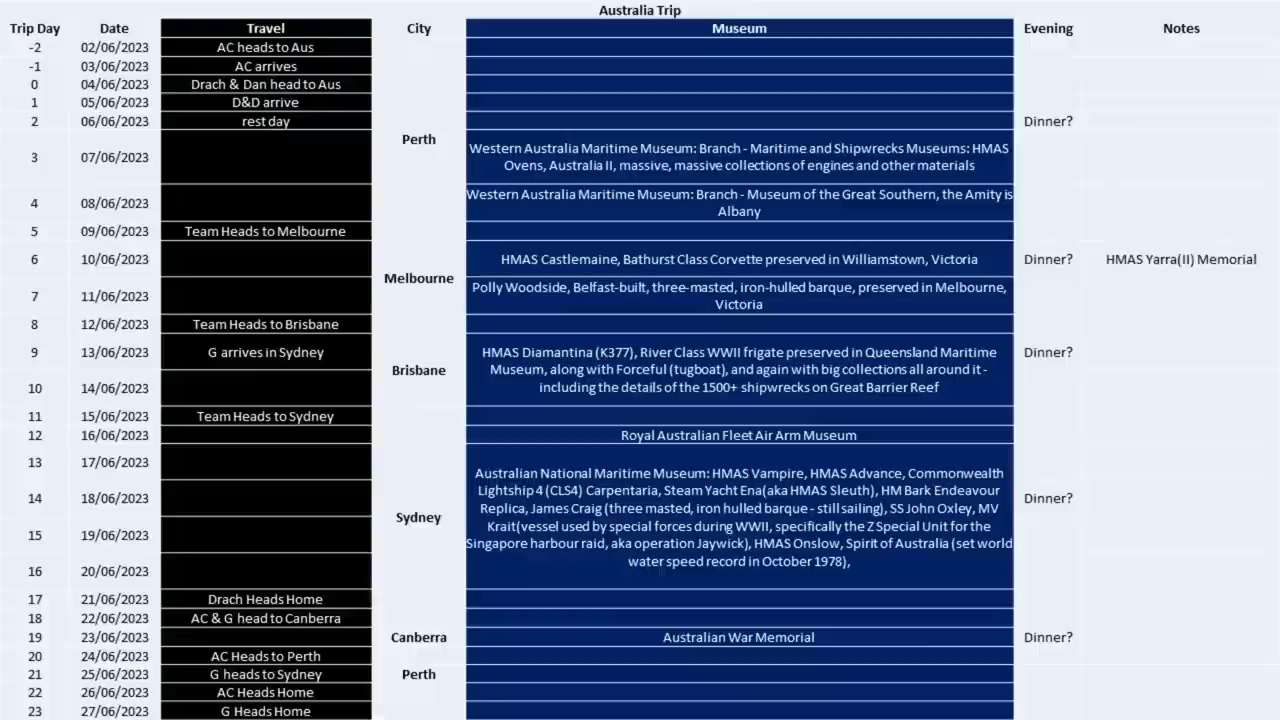 Australia Trip
Trip Day Date Travel City Museum Evening Notes
-2 02/06/2023 AC heads to Aus
-1 03/06/2023 AC arrives
0 04/06/2023 Drach & Dan head to Aus
1 05/06/2023 D&D arrive
2 06/06/2023 rest day Dinner?
Perth
3 07/06/2023 Western Australia Maritime Museum: Branch - Maritime and Shipwrecks Museums: HMAS
Ovens, Australia II, massive, massive collections of engines and other materials
4 08/06/2023 Western Australia Maritime Museum: Branch - Museum of the Great Southern, the Amity is
Albany
5 09/06/2023 Team Heads to Melbourne
6 10/06/2023 HMAS Castlemaine, Bathurst Class Corvette preserved in Williamstown, Victoria Dinner? HMAS Yarra(II) Memorial
Melbourne
7 11/06/2023 Polly Woodside, Belfast-built, three-masted, iron-hulled barque, preserved in Melbourne,
Victoria
8 12/06/2023 Team Heads to Brisbane
9 13/06/2023 G arrives in Sydney HMAS Diamantina (K377), River Class WWII frigate preserved in Queensland Maritime Dinner?
Brisbane Museum, along with Forceful (tugboat), and again with big collections all around it -
10 14/06/2023 including the details of the 1500+ shipwrecks on Great Barrier Reef
11 15/06/2023 Team Heads to Sydney
12 16/06/2023 Royal Australian Fleet Air Arm Museum
13 17/06/2023
Australian National Maritime Museum: HMAS Vampire, HMAS Advance, Commonwealth
14 18/06/2023 Lightship 4 (CLS4) Carpentaria, Steam Yacht Ena(aka HMAS Sleuth), HM Bark Endeavour Dinner?
Replica, James Craig (three masted, iron hulled barque - still sailing), SS John Oxley, MV
Sydney Krait(vessel used by special forces during WWII, specifically the Z Special Unit for the
15 19/06/2023 Singapore harbour raid, aka operation Jaywick), HMAS Onslow, Spirit of Australia (set world
water speed record in October 1978),
16 20/06/2023
17 21/06/2023 Drach Heads Home
18 22/06/2023 AC & G head to Canberra
19 23/06/2023 Canberra Australian War Memorial Dinner?
20 24/06/2023 AC Heads to Perth
21 25/06/2023 G heads to Sydney Perth
22 26/06/2023 AC Heads Home
23 27/06/2023 G Heads Home